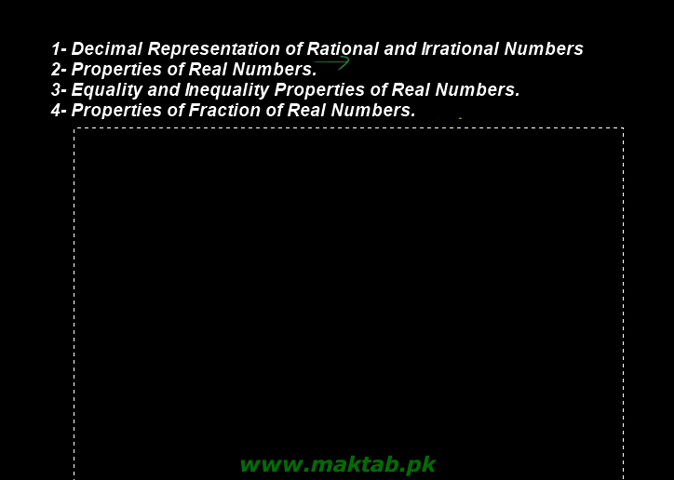 1- Decimal Representation of Rational and Irrational Numbers
2- Properties of Real Numbers.
3- Equality and Inequality Properties of Real Numbers.
4- Properties of Fraction of Real Numbers.
www.maktab.pk